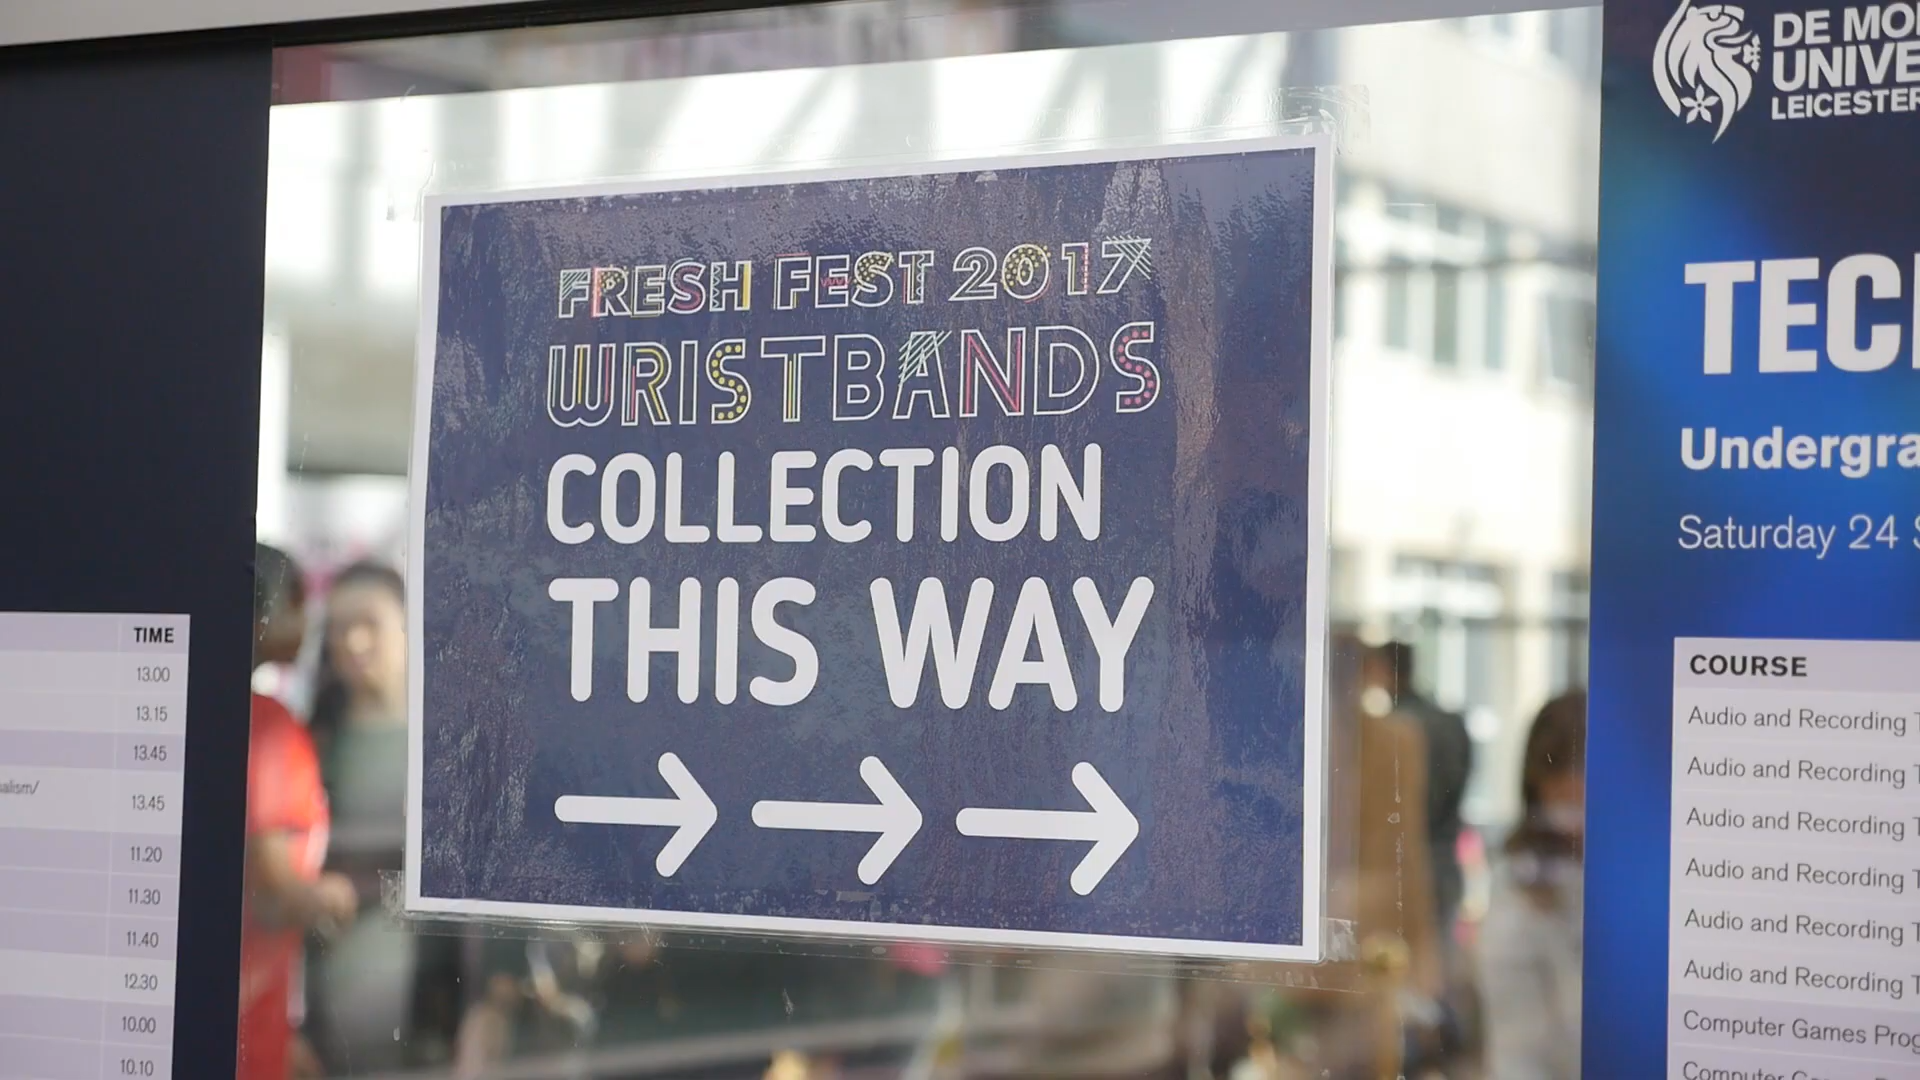 TIME
13.00
13.15
13.45
alism/
13.45
11.20
11.30
11.40
12.30
10.00
10.10
FRESH FEST 2017
WRISTBANDS
COLLECTION
THIS WAY
DE MO
UNIVE
LEICESTER
TEC
Undergra
Saturday 24 S
COURSE
Audio and Recording T
Audio and Recording T
Audio and Recording T
Audio and Recording T
Audio and Recording T
Audio and Recording T
Computer Games Prog
Computer